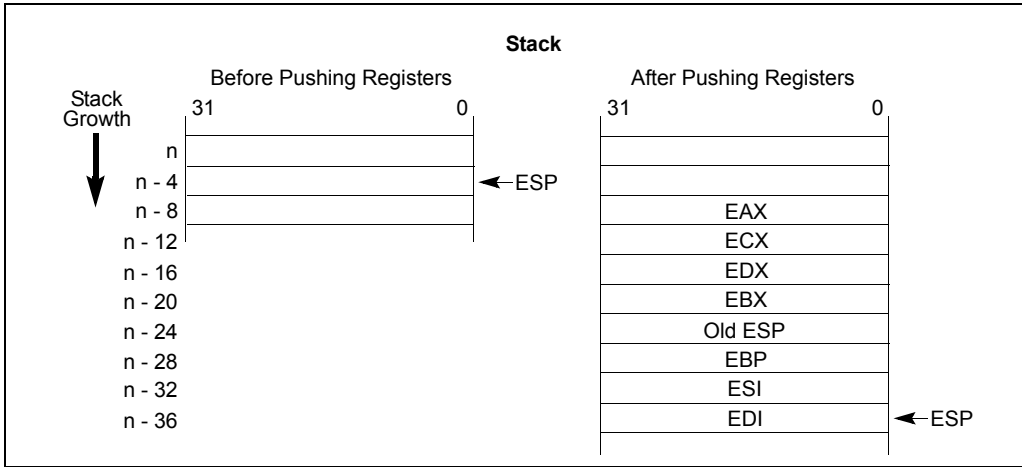 Stack
Before Pushing Registers
After Pushing Registers
Stack
Growth
31 0
31 0
n
n - 4
ESP
n - 8
EAX
n - 12
ECX
n - 16
EDX
n - 20
EBX
n - 24
Old ESP
n - 28
EBP
n - 32
ESI
n - 36
EDI
ESP